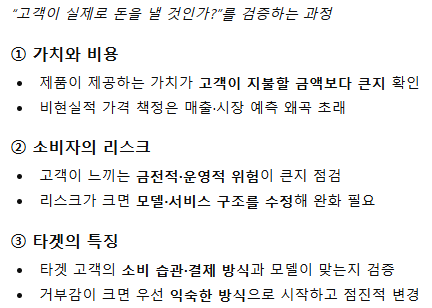 "고객이 실제로 돈을 낼 것인가?"를 검증하는 과정
① 가치와 비용
• 제품이 제공하는 가치가 고객이 지불할 금액보다 큰지 확인
• 비현실적 가격 책정은 매출·시장 예측 왜곡 초래
② 소비자의 리스크
• 고객이 느끼는 금전적·운영적 위험이 큰지 점검
• 리스크가 크면 모델·서비스 구조를 수정해 완화 필요
③ 타겟의 특징
• 타겟 고객의 소비 습관·결제 방식과 모델이 맞는지 검증
• 거부감이 크면 우선 익숙한 방식으로 시작하고 점진적 변경